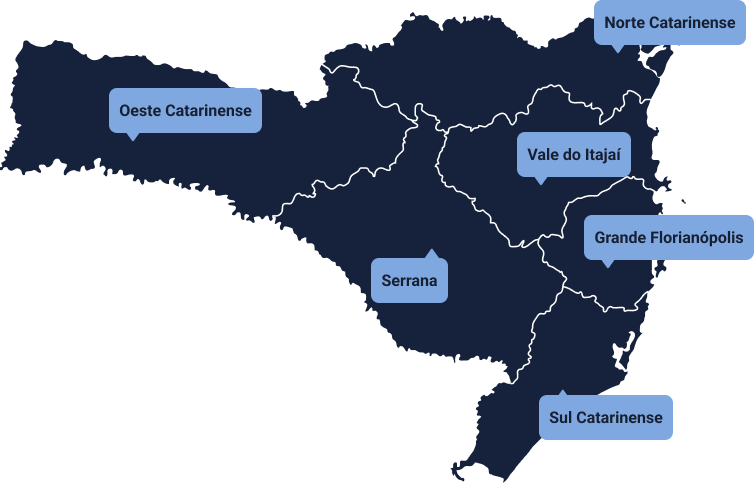 Norte Catarinense
Oeste Catarinense
Vale do Itajaí
Grande Florianópolis
Serrana
Sul Catarinense